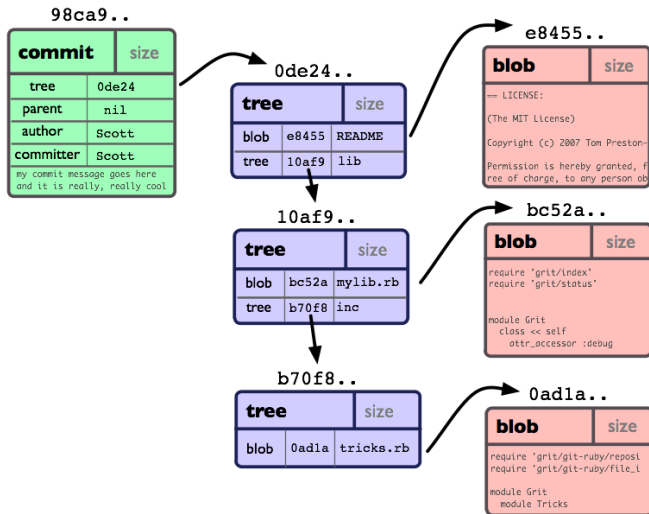 98ca9..
commit size
tree 0de24
parent nil
author Scott
committer Scott
my commit message goes here
and it is really, really cool
0de24..
tree size
blob e8455 README
tree 10af9 lib
e8455..
blob size
== LICENSE:
(The MIT License)
Copyright (c) 2007 Tom Preston-
Permission is hereby granted, f
ree of charge, to any person ob
10af9..
tree size
blob bc52a mylib.rb
tree b70f8 inc
bc52a..
blob size
require 'grit/index'
require 'grit/status'
module Grit
class << self
attr_accessor :debug
b70f8..
tree size
blob 0ad1a tricks.rb
0ad1a..
blob size
require 'grit/git-ruby/reposi
require 'grit/git-ruby/file_i
module Grit
module Tricks